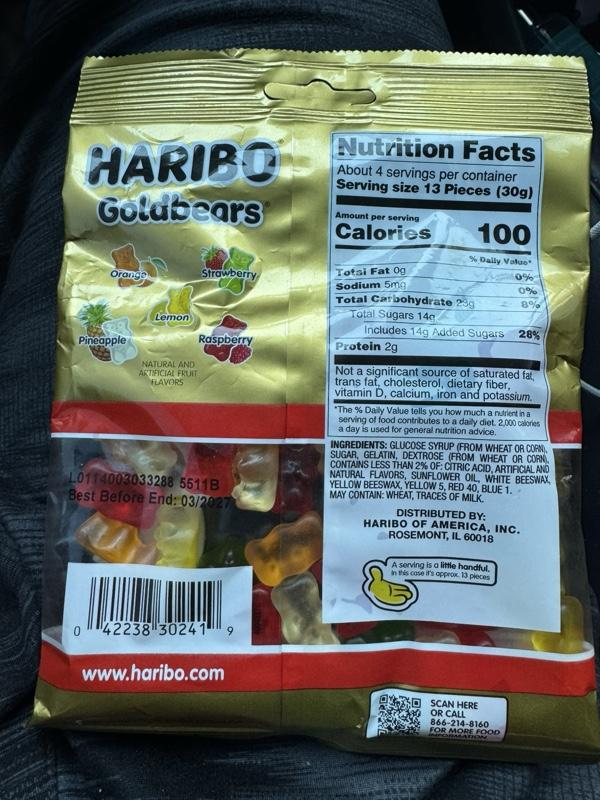 HARIBO
Goldbears®
Orange
Strawberry
Lemon
Pineapple
Raspberry
NATURAL AND
ARTIFICIAL FRUIT
FLAVORS
L0114003033288 5511B
Best Before End: 03/2027
0 42238 30241 9
www.haribo.com
Nutrition Facts
About 4 servings per container
Serving size 13 Pieces (30g)
Amount per serving
Calories 100
% Daily Value*
Total Fat 0g 0%
Sodium 5mg 0%
Total Carbohydrate 23g 8%
Total Sugars 14g
Includes 14g Added Sugars 28%
Protein 2g
Not a significant source of saturated fat,
trans fat, cholesterol, dietary fiber,
vitamin D, calcium, iron and potassium.
*The % Daily Value tells you how much a nutrient in a
serving of food contributes to a daily diet. 2,000 calories
a day is used for general nutrition advice.
INGREDIENTS: GLUCOSE SYRUP (FROM WHEAT OR CORN),
SUGAR, GELATIN, DEXTROSE (FROM WHEAT OR CORN),
CONTAINS LESS THAN 2% OF: CITRIC ACID, ARTIFICIAL AND
NATURAL FLAVORS, SUNFLOWER OIL, WHITE BEESWAX,
YELLOW BEESWAX, YELLOW 5, RED 40, BLUE 1.
MAY CONTAIN: WHEAT, TRACES OF MILK.
DISTRIBUTED BY:
HARIBO OF AMERICA, INC.
ROSEMONT, IL 60018
A serving is a little handful.
In this case it's approx. 13 pieces
SCAN HERE
OR CALL
866-214-8160
FOR MORE FOOD
INFORMATION